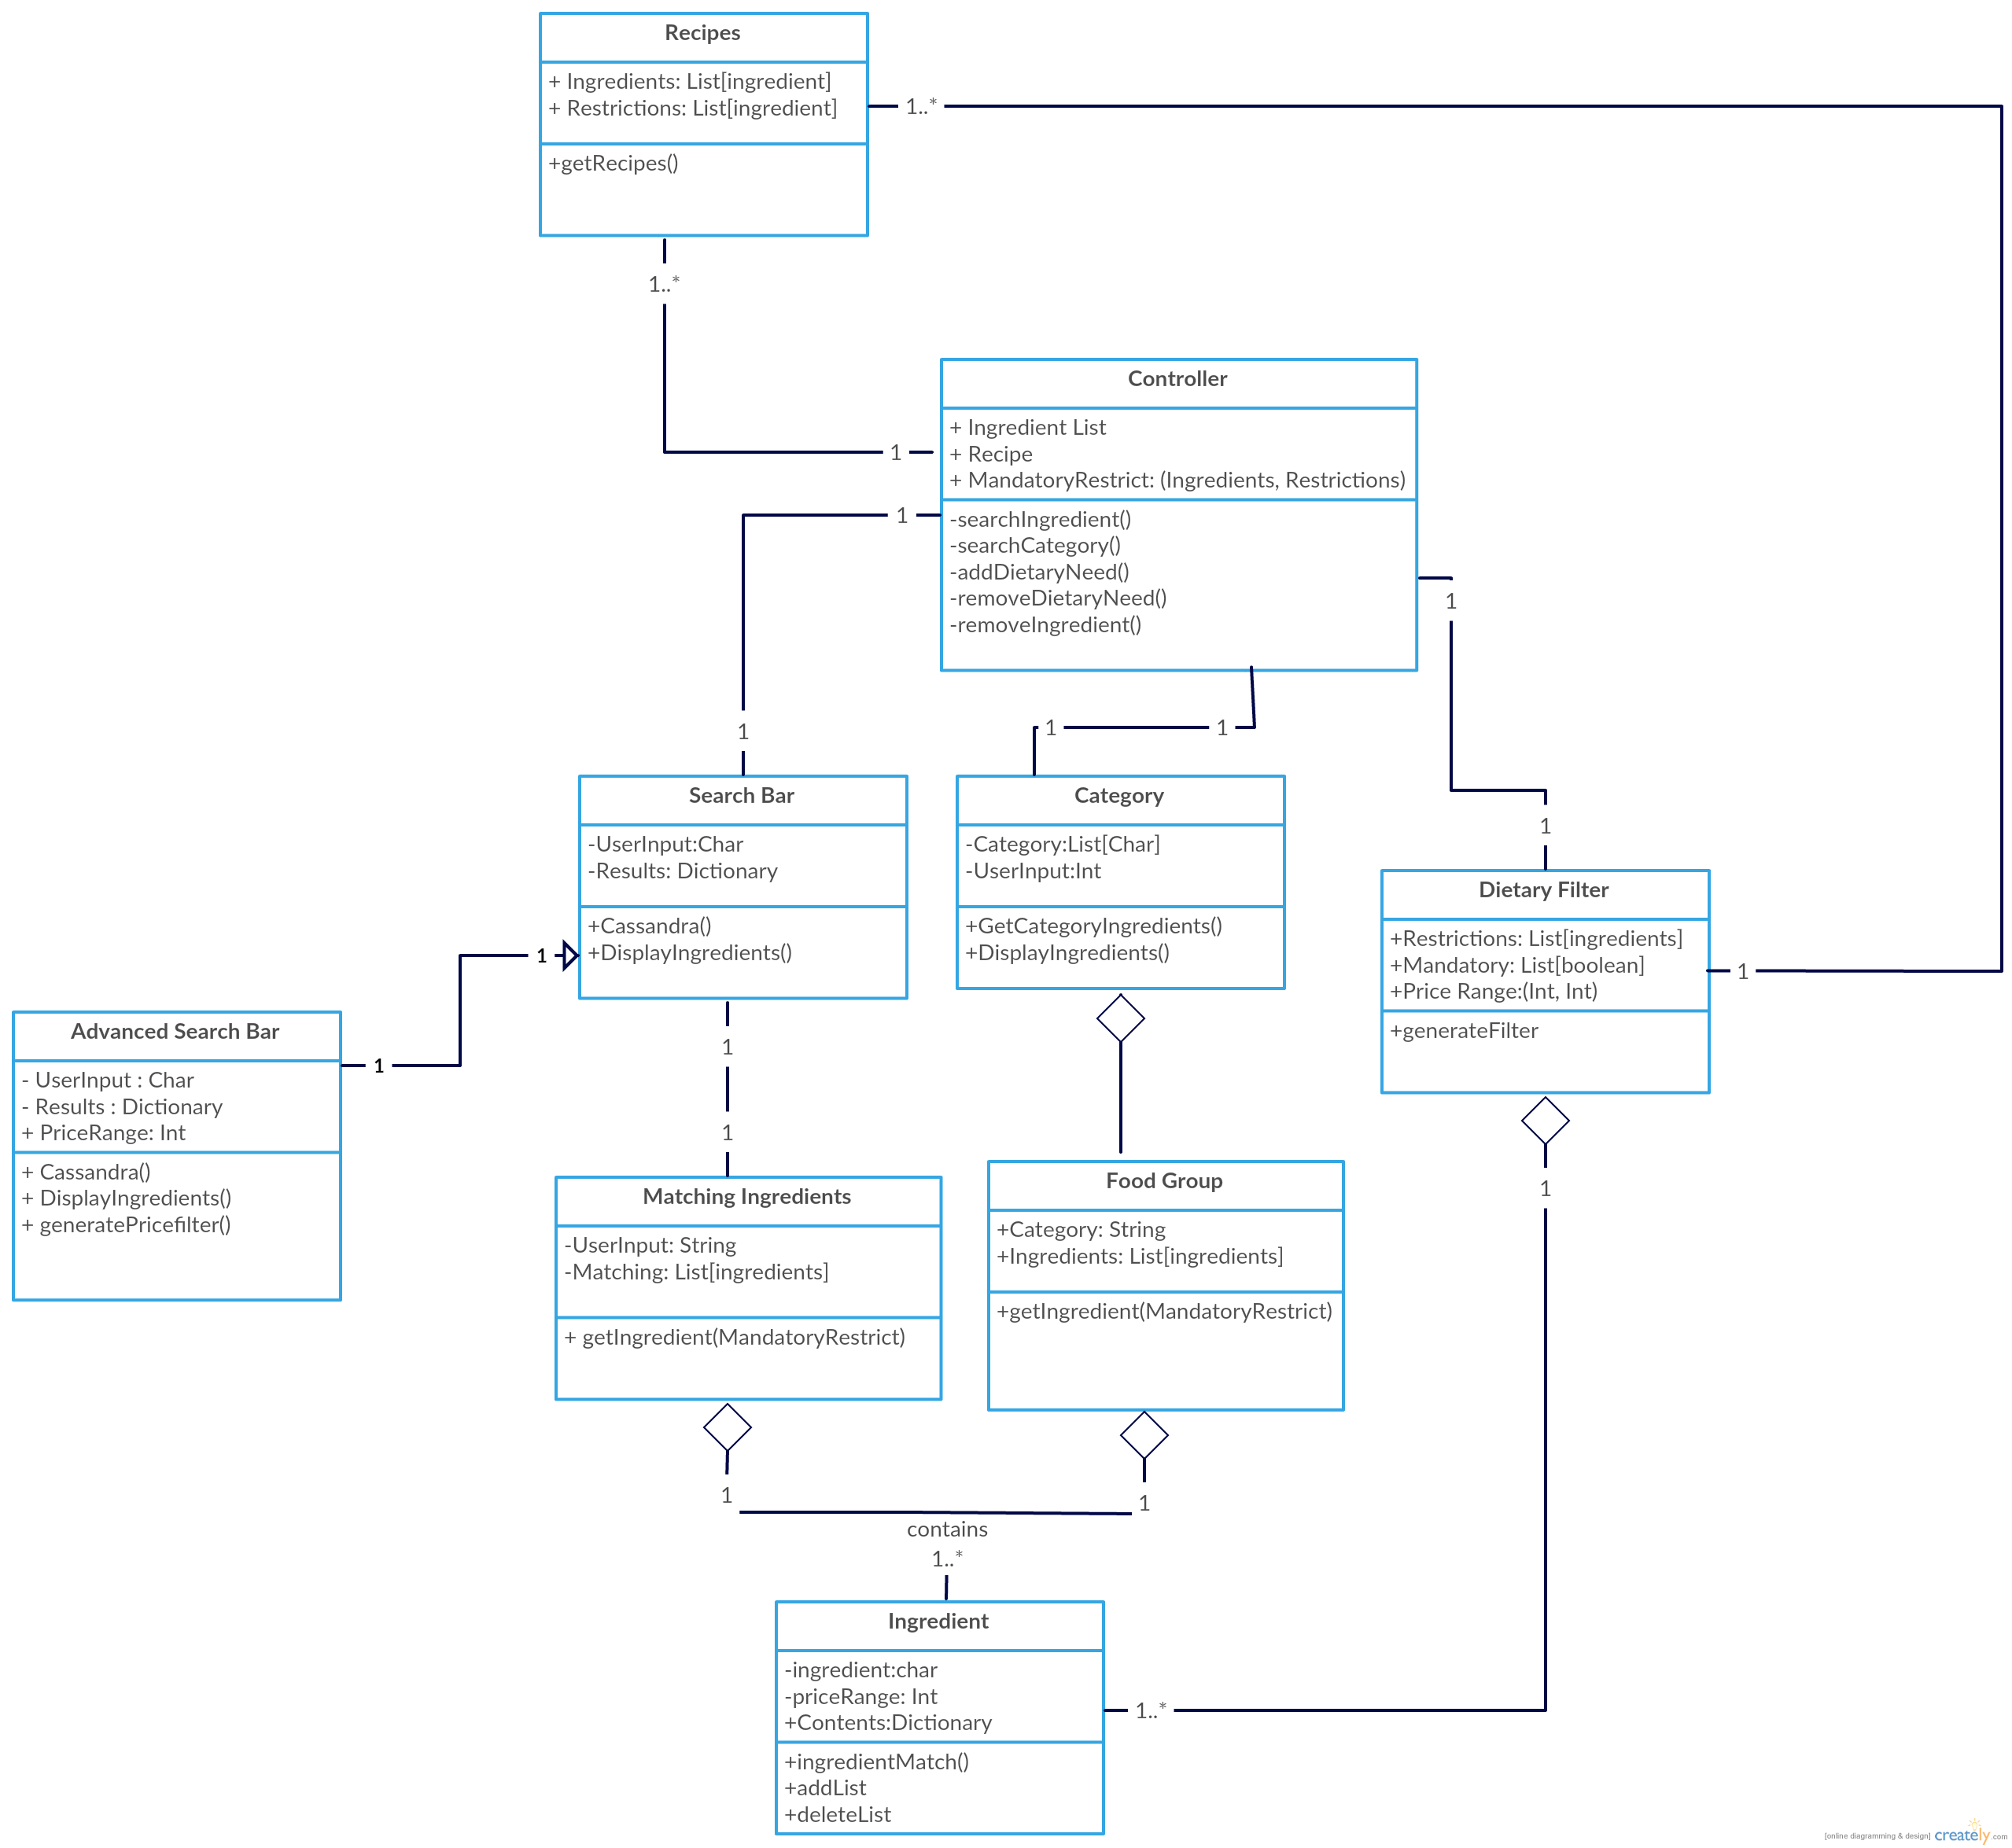 Recipes
+ Ingredients: List[ingredient]
+ Restrictions: List[ingredient]
+getRecipes()
1..*
1..*
Controller
+ Ingredient List
+ Recipe
+ MandatoryRestrict: (Ingredients, Restrictions)
-searchIngredient()
-searchCategory()
-addDietaryNeed()
-removeDietaryNeed()
-removeIngredient()
1
1
1
1
1
1
1
Search Bar
-UserInput:Char
-Results: Dictionary
+Cassandra()
+DisplayIngredients()
Category
-Category:List[Char]
-UserInput:Int
+GetCategoryIngredients()
+DisplayIngredients()
1
Dietary Filter
+Restrictions: List[ingredients]
+Mandatory: List[boolean]
+Price Range:(Int, Int)
+generateFilter
1
1
1
Advanced Search Bar
- UserInput : Char
- Results : Dictionary
+ PriceRange: Int
+ Cassandra()
+ DisplayIngredients()
+ generatePricefilter()
1
1
Matching Ingredients
-UserInput: String
-Matching: List[ingredients]
+ getIngredient(MandatoryRestrict)
Food Group
+Category: String
+Ingredients: List[ingredients]
+getIngredient(MandatoryRestrict)
1
1
1
contains
1..*
Ingredient
-ingredient:char
-priceRange: Int
+Contents:Dictionary
+ingredientMatch()
+addList
+deleteList
1..*
[online diagramming & design] creately.com